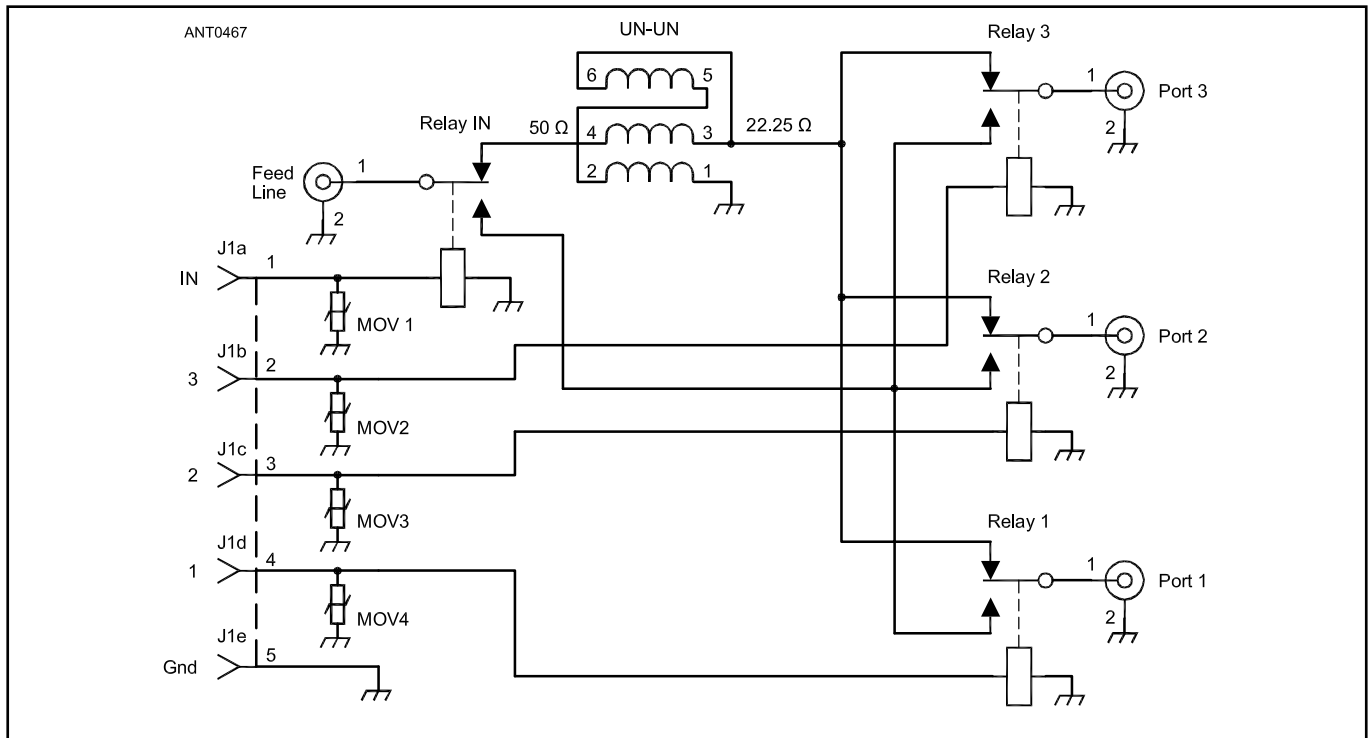 ANT0467
UN-UN
Relay 3
6 5
1
Port 3
Relay IN
50 Ω
4 3
22.25 Ω
2
2 1
Feed
Line
1
2
J1a
IN
1
MOV 1
Relay 2
1
Port 2
2
J1b
3
2
MOV2
J1c
2
3
MOV3
Relay 1
J1d
1
4
MOV4
1
Port 1
2
J1e
Gnd
5